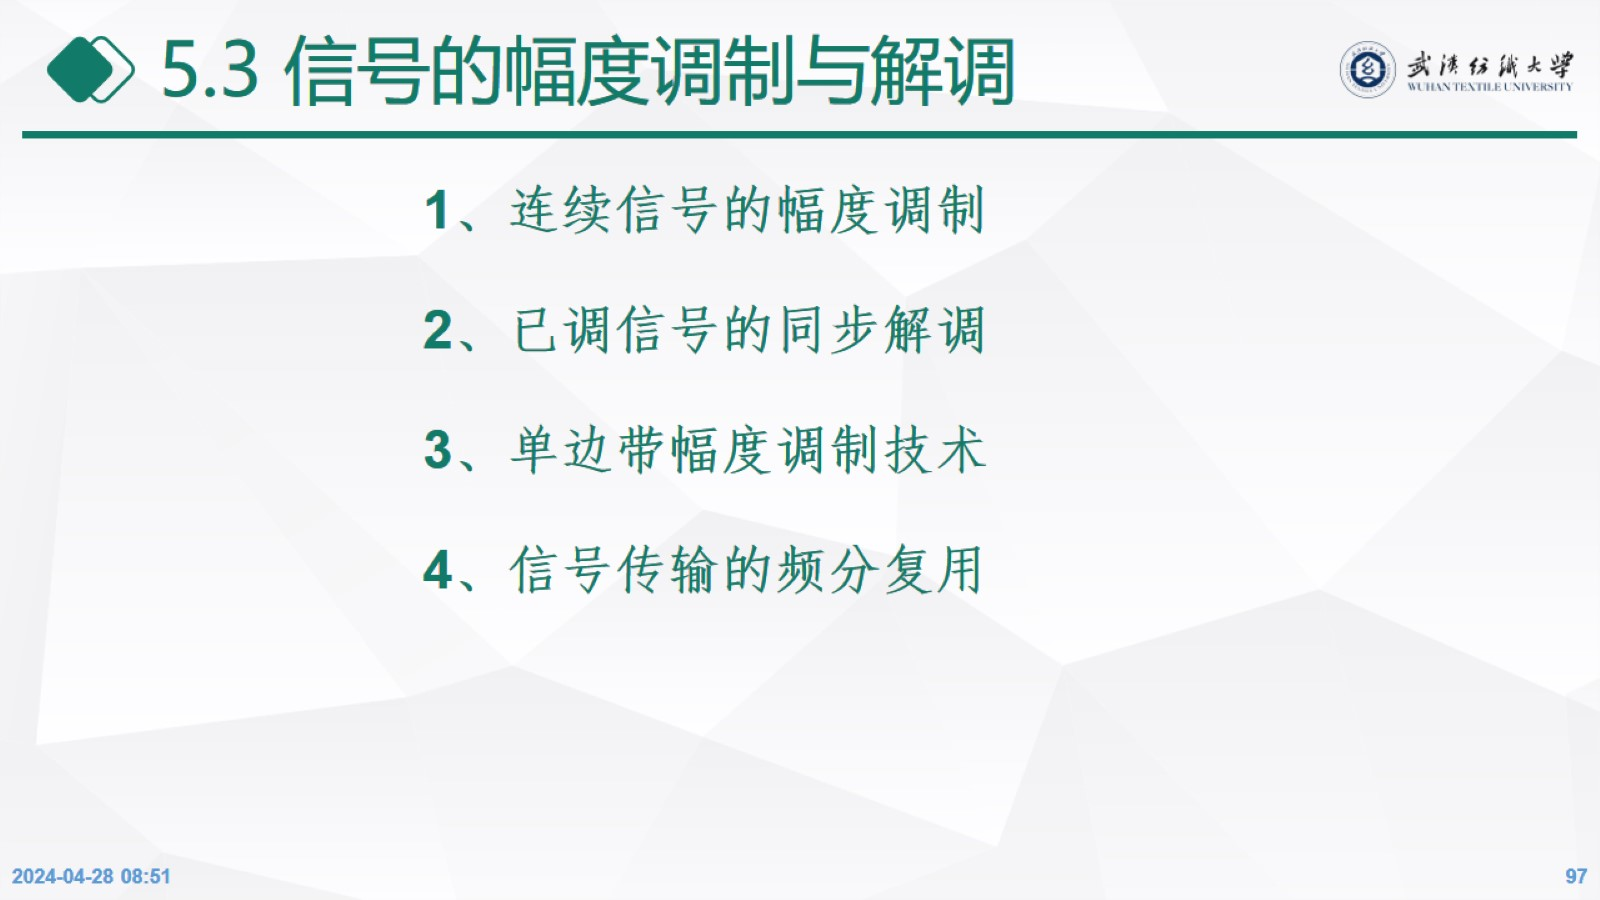 5.3 信号的幅度调制与解调
武汉纺织大学
WUHAN TEXTILE UNIVERSITY
1、连续信号的幅度调制
2、已调信号的同步解调
3、单边带幅度调制技术
4、信号传输的频分复用
2024-04-28 08:51
97